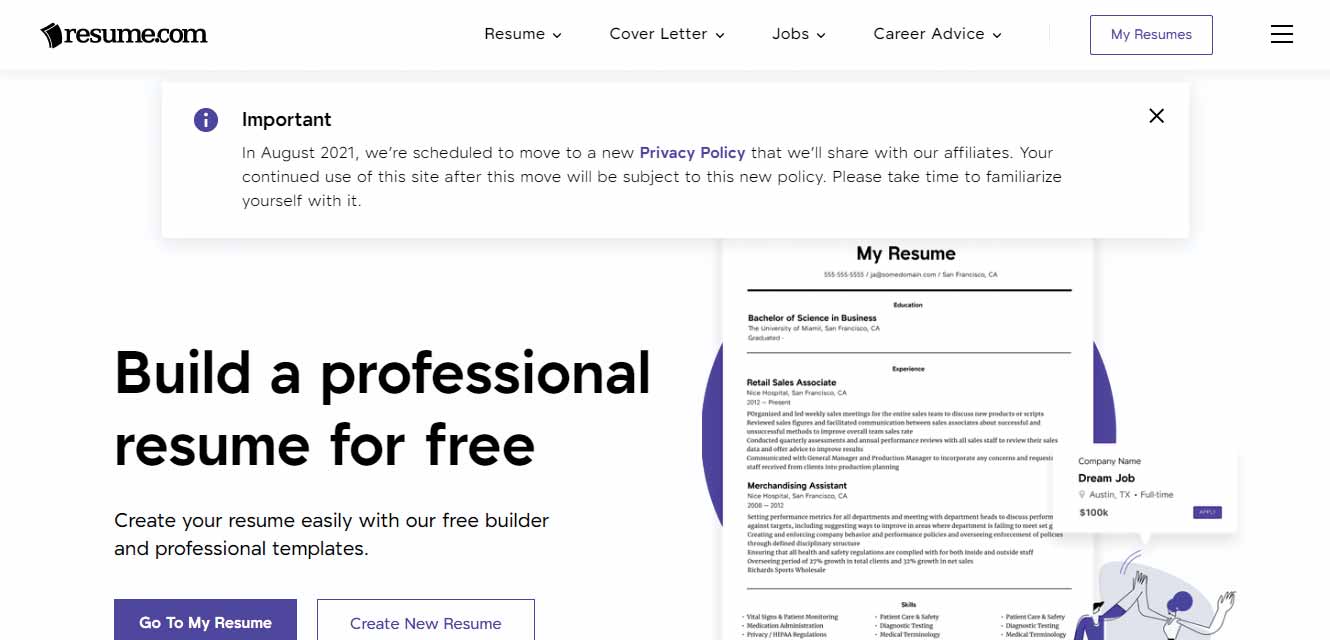 resume.com
Resume
Cover Letter
Jobs
Career Advice
My Resumes
Important
In August 2021, we're scheduled to move to a new Privacy Policy that we'll share with our affiliates. Your
continued use of this site after this move will be subject to this new policy. Please take time to familiarize
yourself with it.
Build a professional
resume for free
Create your resume easily with our free builder
and professional templates.
Go To My Resume
Create New Resume
My Resume
555-555-5555 / ja@somedomain.com / San Francisco, CA
Education
Bachelor of Science in Business
The University of Miamil, San Francisco, CA
Graduated -
Experience
Retail Sales Associate
Nice Hospital, San Francisco, CA
2012 – Present
POrganized and led weekly sales meetings for the entire sales team to discuss new products or scripts
Reviewed sales figures and facilitated communication between sales associates about successful and
unsuccessful methods to improve overall team sales rate
Conducted quarterly assessments and annual performance reviews with all sales staff to review their sales
data and offer advice to improve results
Communicated with General Manager and Production Manager to incorporate any concerns and requests
staff received from clients into production planning
Merchandising Assistant
Nice Hospital, San Francisco, CA
2008 – 2012
Setting performance metrics for all departments and meeting with department heads to discuss perform
against targets, including suggesting ways to improve in areas where department is failing to meet set g
Creating and enforcing company behavior and performance policies and overseeing enforcement of policies
through defined disciplinary structure
Ensuring that all health and safety regulations are complied with for both inside and outside staff
Overseeing period of 27% growth in total clients and 32% growth in net sales
Richards Sports Wholesale
Skills
• Vital Signs & Patient Monitoring
• Medication Administration
• Privacy / HIPAA Regulations
• Patient Care & Safety
• Diagnostic Testing
• Medical Terminology
• Patient Care & Safety
• Diagnostic Testing
• Medical Terminology
Company Name
Dream Job
Austin, TX • Full-time
$100k
APPLY